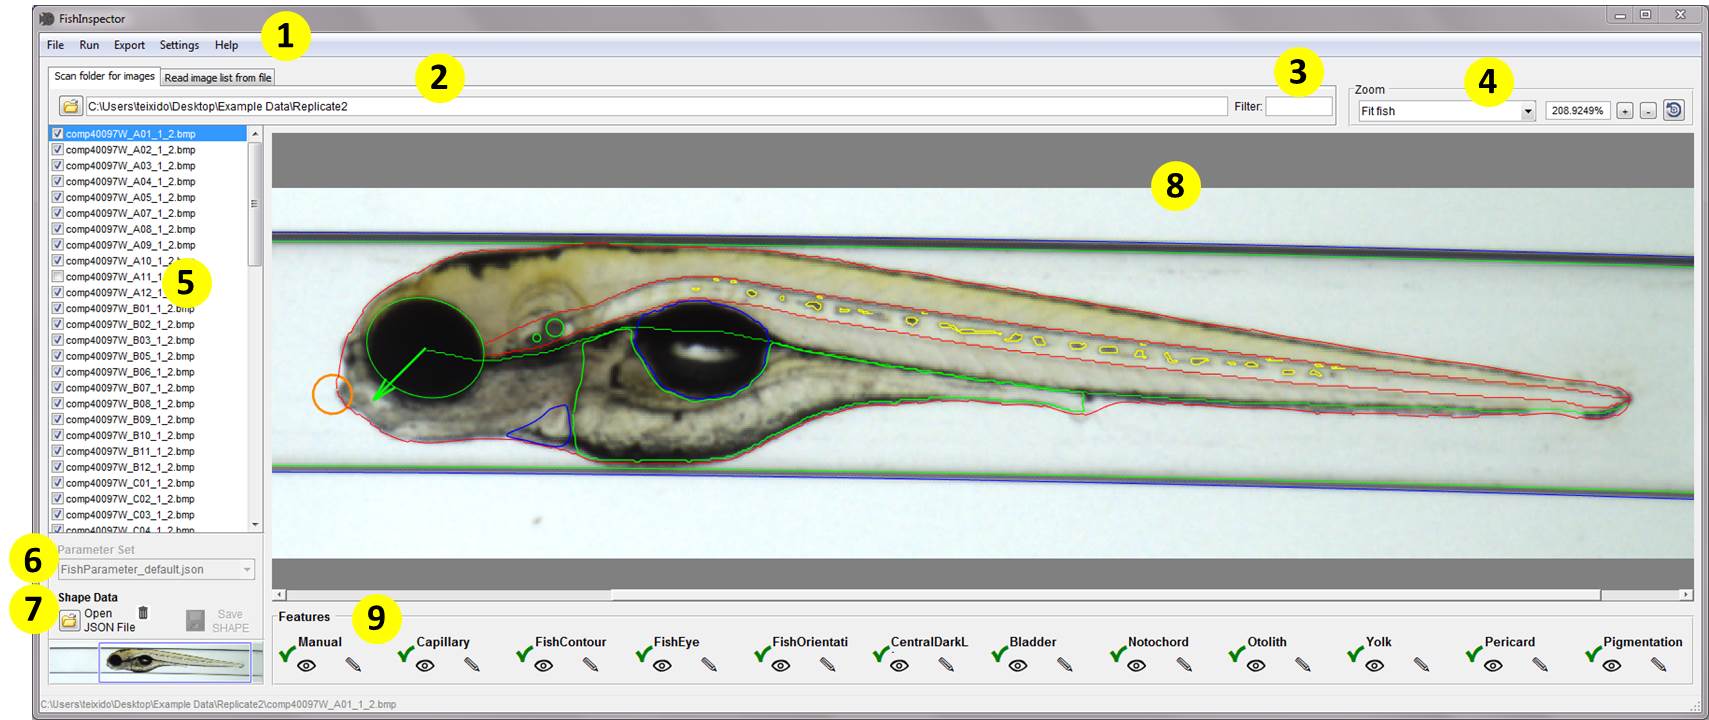 FishInspector
File Run Export Settings Help
1
2
3
4
Scan folder for images Read image list from file
C:\Users\teixido\Desktop\Example Data\Replicate2
Filter:
Zoom
Fit fish
208.9249%
+ -
comp40097W_A01_1_2.bmp
comp40097W_A02_1_2.bmp
comp40097W_A03_1_2.bmp
comp40097W_A04_1_2.bmp
comp40097W_A05_1_2.bmp
comp40097W_A07_1_2.bmp
comp40097W_A08_1_2.bmp
comp40097W_A09_1_2.bmp
comp40097W_A10_1_2.bmp
comp40097W_A11_1
comp40097W_A12_1
comp40097W_B01_1_2.bmp
comp40097W_B02_1_2.bmp
comp40097W_B03_1_2.bmp
comp40097W_B05_1_2.bmp
comp40097W_B06_1_2.bmp
comp40097W_B07_1_2.bmp
comp40097W_B08_1_2.bmp
comp40097W_B09_1_2.bmp
comp40097W_B10_1_2.bmp
comp40097W_B11_1_2.bmp
comp40097W_B12_1_2.bmp
comp40097W_C01_1_2.bmp
comp40097W_C02_1_2.bmp
comp40097W_C03_1_2.bmp
comp40097W_C04_1_2.bmp
5
8
6
Parameter Set
FishParameter_default.json
7
Shape Data
Open
JSON File
Save
SHAPE
Features
9
Manual Capillary FishContour FishEye FishOrientati CentralDarkL Bladder Notochord Otolith Yolk Pericard Pigmentation
C:\Users\teixido\Desktop\Example Data\Replicate2\comp40097W_A01_1_2.bmp